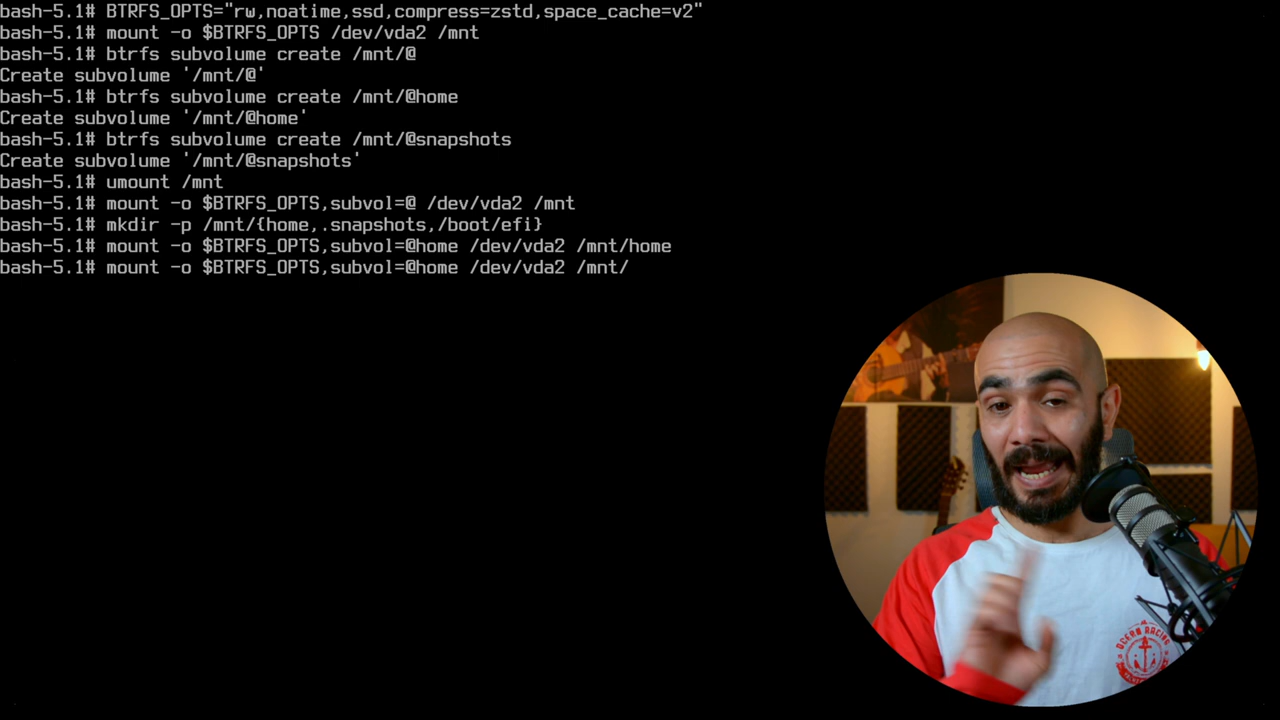 bash-5.1# BTRFS_OPTS="rw,noatime,ssd,compress=zstd,space_cache=v2"
bash-5.1# mount -o $BTRFS_OPTS /dev/vda2 /mnt
bash-5.1# btrfs subvolume create /mnt/@
Create subvolume '/mnt/@'
bash-5.1# btrfs subvolume create /mnt/@home
Create subvolume '/mnt/@home'
bash-5.1# btrfs subvolume create /mnt/@snapshots
Create subvolume '/mnt/@snapshots'
bash-5.1# umount /mnt
bash-5.1# mount -o $BTRFS_OPTS,subvol=@ /dev/vda2 /mnt
bash-5.1# mkdir -p /mnt/{home,.snapshots,/boot/efi}
bash-5.1# mount -o $BTRFS_OPTS,subvol=@home /dev/vda2 /mnt/home
bash-5.1# mount -o $BTRFS_OPTS,subvol=@home /dev/vda2 /mnt/